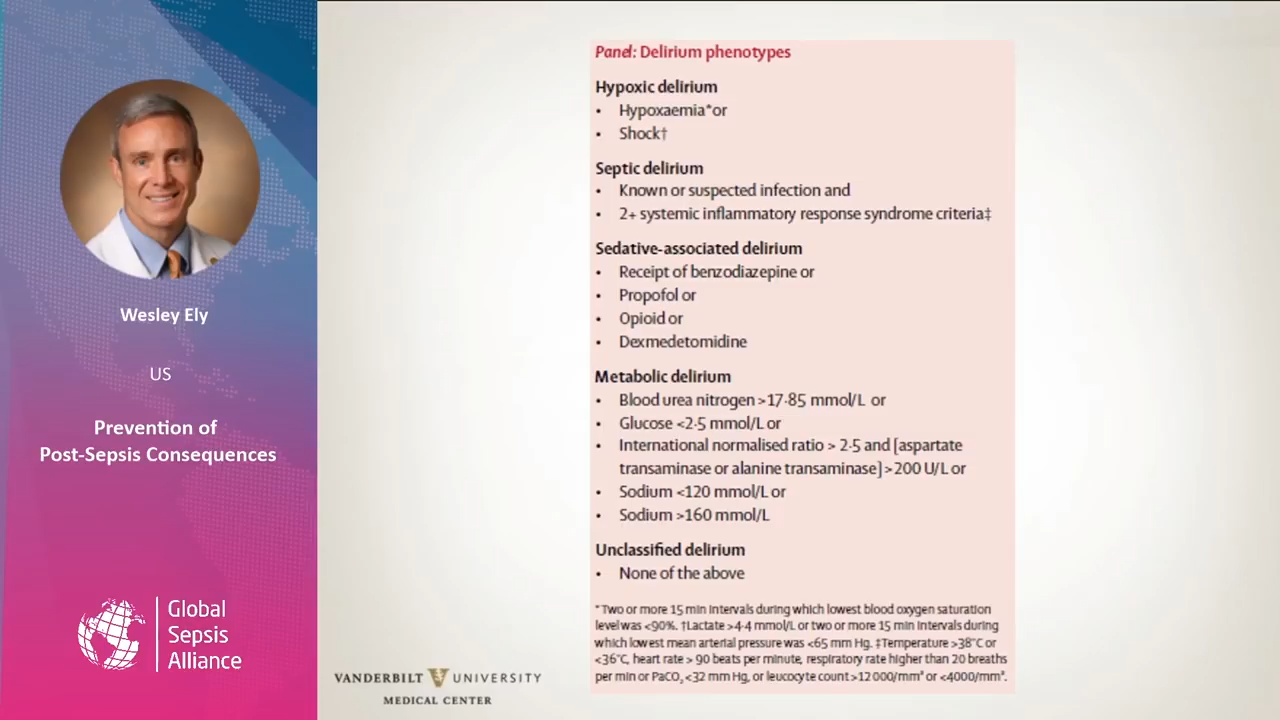 Wesley Ely
US
Prevention of
Post-Sepsis Consequences
Global
Sepsis
Alliance
Panel: Delirium phenotypes
Hypoxic delirium
• Hypoxaemia*or
• Shock†
Septic delirium
• Known or suspected infection and
• 2+ systemic inflammatory response syndrome criteria‡
Sedative-associated delirium
• Receipt of benzodiazepine or
• Propofol or
• Opioid or
• Dexmedetomidine
Metabolic delirium
• Blood urea nitrogen >17·85 mmol/L or
• Glucose <2·5 mmol/L or
• International normalised ratio > 2·5 and [aspartate
transaminase or alanine transaminase] >200 U/L or
• Sodium <120 mmol/L or
• Sodium >160 mmol/L
Unclassified delirium
• None of the above
*Two or more 15 min intervals during which lowest blood oxygen saturation
level was <90%. †Lactate >4·4 mmol/L or two or more 15 min intervals during
which lowest mean arterial pressure was <65 mm Hg. ‡Temperature >38°C or
<36°C, heart rate > 90 beats per minute, respiratory rate higher than 20 breaths
per min or PaCO₂ <32 mm Hg, or leucocyte count >12 000/mm³ or <4000/mm³.
VANDERBILT V UNIVERSITY
MEDICAL CENTER